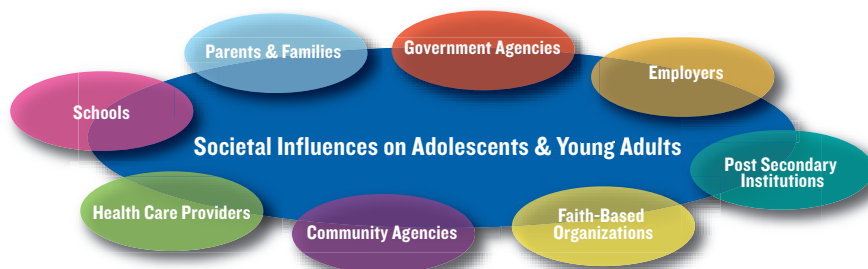 Parents & Families
Government Agencies
Employers
Schools
Societal Influences on Adolescents & Young Adults
Post Secondary
Institutions
Health Care Providers
Community Agencies
Faith-Based
Organizations